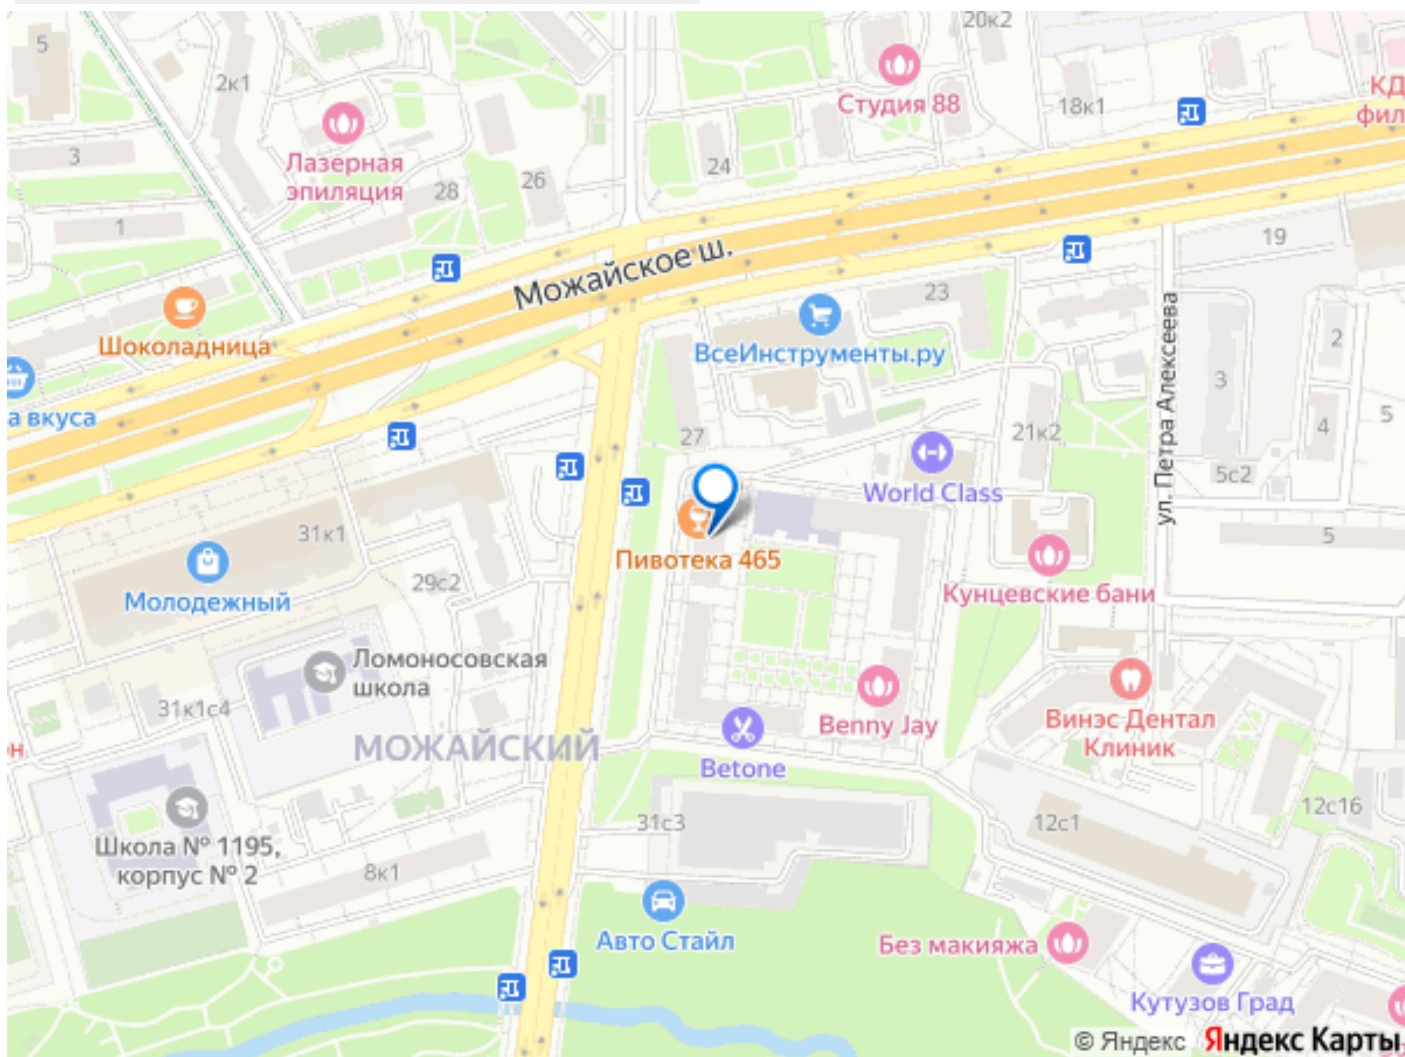 5
2к1
20к2
Студия 88
18к1
КД
фил
Лазерная
эпиляция
3
28
26
24
1
19
Можайское ш.
23
ВсеИнструменты.ру
Шоколадница
а вкуса
ул. Петра Алексеева
2
3
4
5
27
21к2
5с2
World Class
31к1
5
Пивотека 465
29с2
Молодежный
Кунцевские бани
Ломоносовская
школа
31к1с4
он
МОЖАЙСКИЙ
Benny Jay
Винэс Дентал
Клиник
Betone
12с16
31с3
12с1
Школа № 1195,
корпус № 2
8к1
Авто Стайл
Без макияжа
Кутузов Град
© Яндекс Яндекс Карты